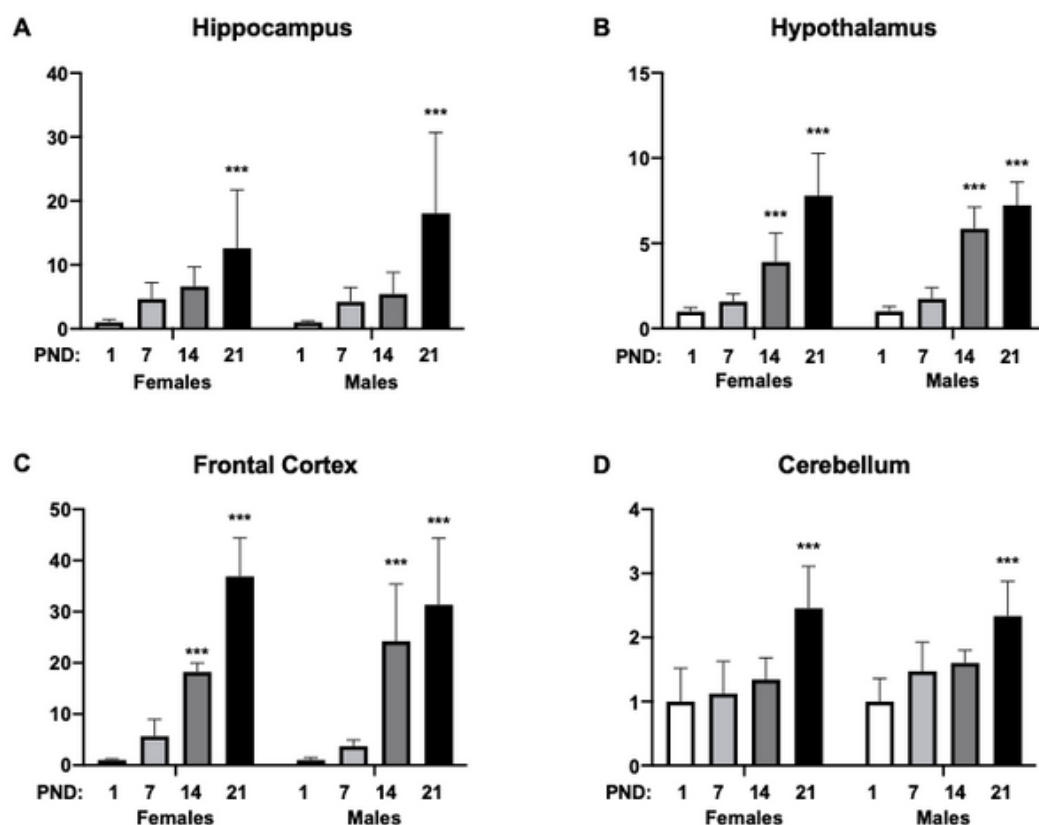 A Hippocampus
40
30
20
10
0
*** ***
PND: 1 7 14 21 1 7 14 21
Females Males
B Hypothalamus
15
10
5
0
*** *** *** ***
PND: 1 7 14 21 1 7 14 21
Females Males
C Frontal Cortex
50
40
30
20
10
0
*** *** *** ***
PND: 1 7 14 21 1 7 14 21
Females Males
D Cerebellum
4
3
2
1
0
*** ***
PND: 1 7 14 21 1 7 14 21
Females Males